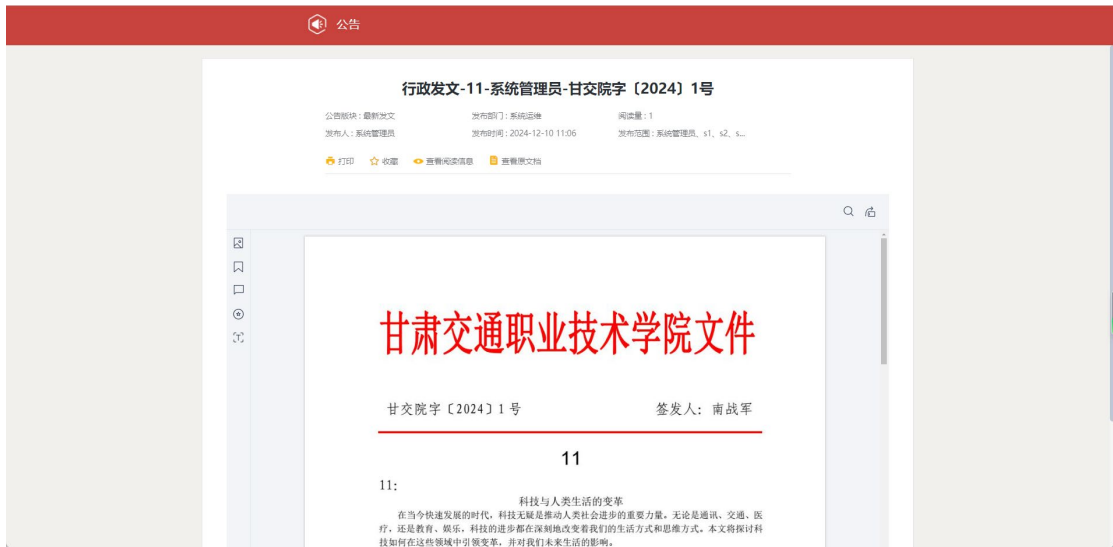 公告
行政发文-11-系统管理员-甘交院字〔2024〕1号
公告版块：最新发文 发布部门：系统运维 阅读量：1
发布人：系统管理员 发布时间：2024-12-10 11:06 发布范围：系统管理员、s1、s2、s...
打印 收藏 查看阅读信息 查看原文档
甘肃交通职业技术学院文件
甘交院字〔2024〕1号 签发人：南战军
11
11：
科技与人类生活的变革
在当今快速发展的时代，科技无疑是推动人类社会进步的重要力量。无论是通讯、交通、医
疗，还是教育、娱乐，科技的进步都在深刻地改变着我们的生活方式和思维方式。本文将探讨科
技如何在这些领域中引领变革，并对我们未来生活的影响。